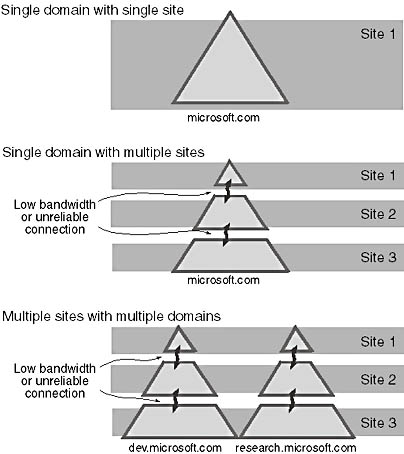 Single domain with single site
Site 1
microsoft.com
Single domain with multiple sites
Site 1
Low bandwidth
or unreliable
connection
Site 2
Site 3
microsoft.com
Multiple sites with multiple domains
Site 1
Low bandwidth
or unreliable
connection
Site 2
Site 3
dev.microsoft.com
research.microsoft.com